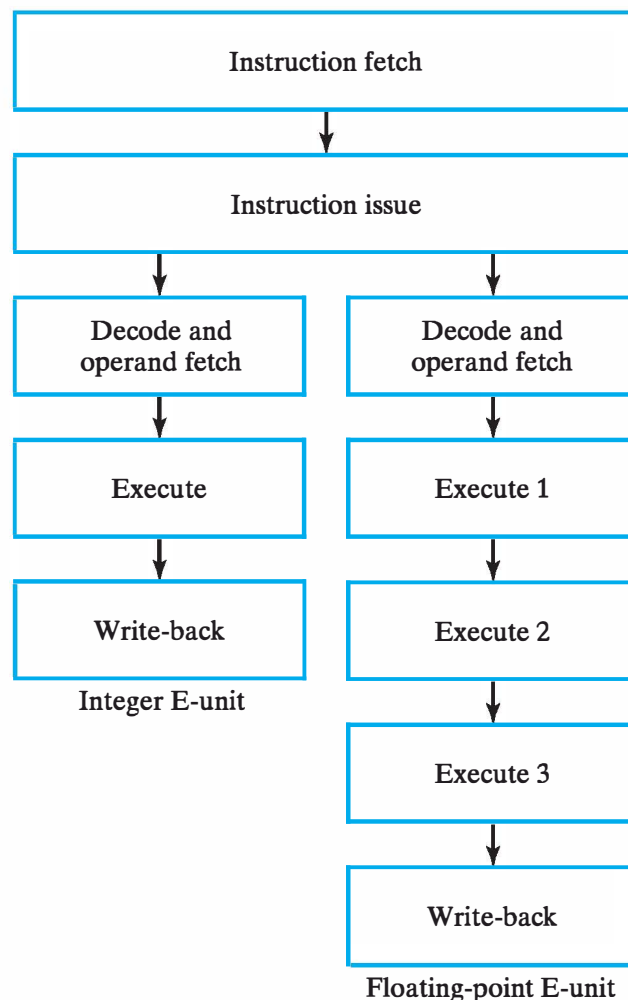 Instruction fetch
Instruction issue
Decode and
operand fetch
Execute
Write-back
Integer E-unit
Decode and
operand fetch
Execute 1
Execute 2
Execute 3
Write-back
Floating-point E-unit